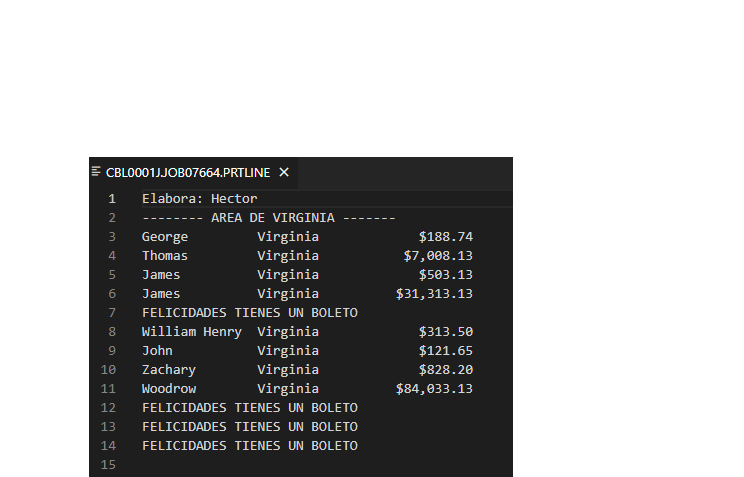 CBL0001J.JOB07664.PRTLINE ×
1 Elabora: Hector
2 -------- AREA DE VIRGINIA -------
3 George Virginia $188.74
4 Thomas Virginia $7,008.13
5 James Virginia $503.13
6 James Virginia $31,313.13
7 FELICIDADES TIENES UN BOLETO
8 William Henry Virginia $313.50
9 John Virginia $121.65
10 Zachary Virginia $828.20
11 Woodrow Virginia $84,033.13
12 FELICIDADES TIENES UN BOLETO
13 FELICIDADES TIENES UN BOLETO
14 FELICIDADES TIENES UN BOLETO
15